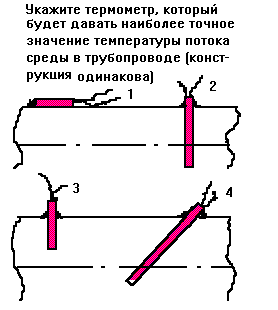 Укажите термометр, который
будет давать наиболее точное
значение температуры потока
среды в трубопроводе (конст-
рукция одинакова)
1
2
3
4